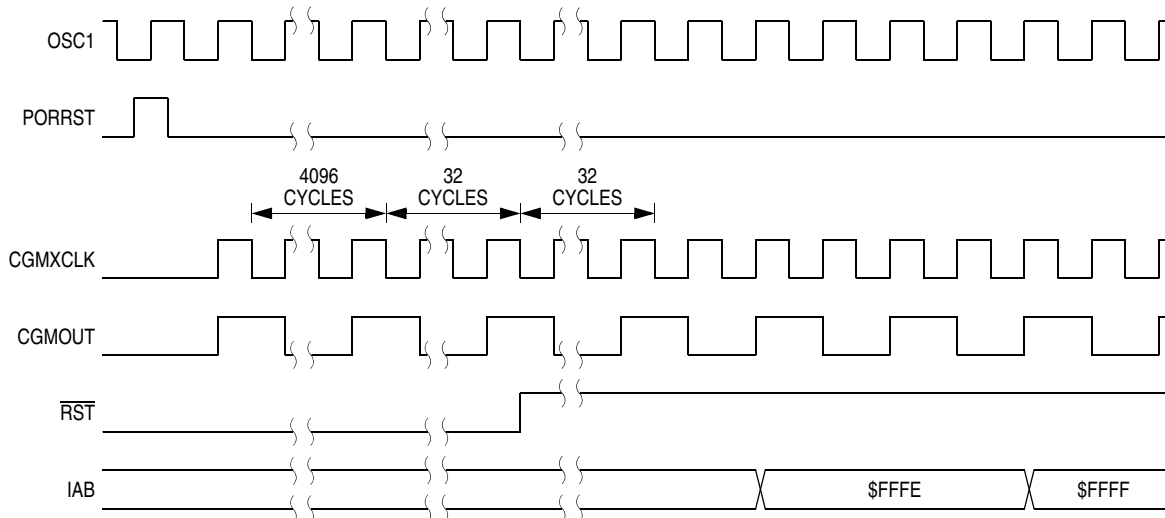 OSC1
PORRST
4096
CYCLES
32
CYCLES
32
CYCLES
CGMXCLK
CGMOUT
RST
IAB
$FFFE
$FFFF